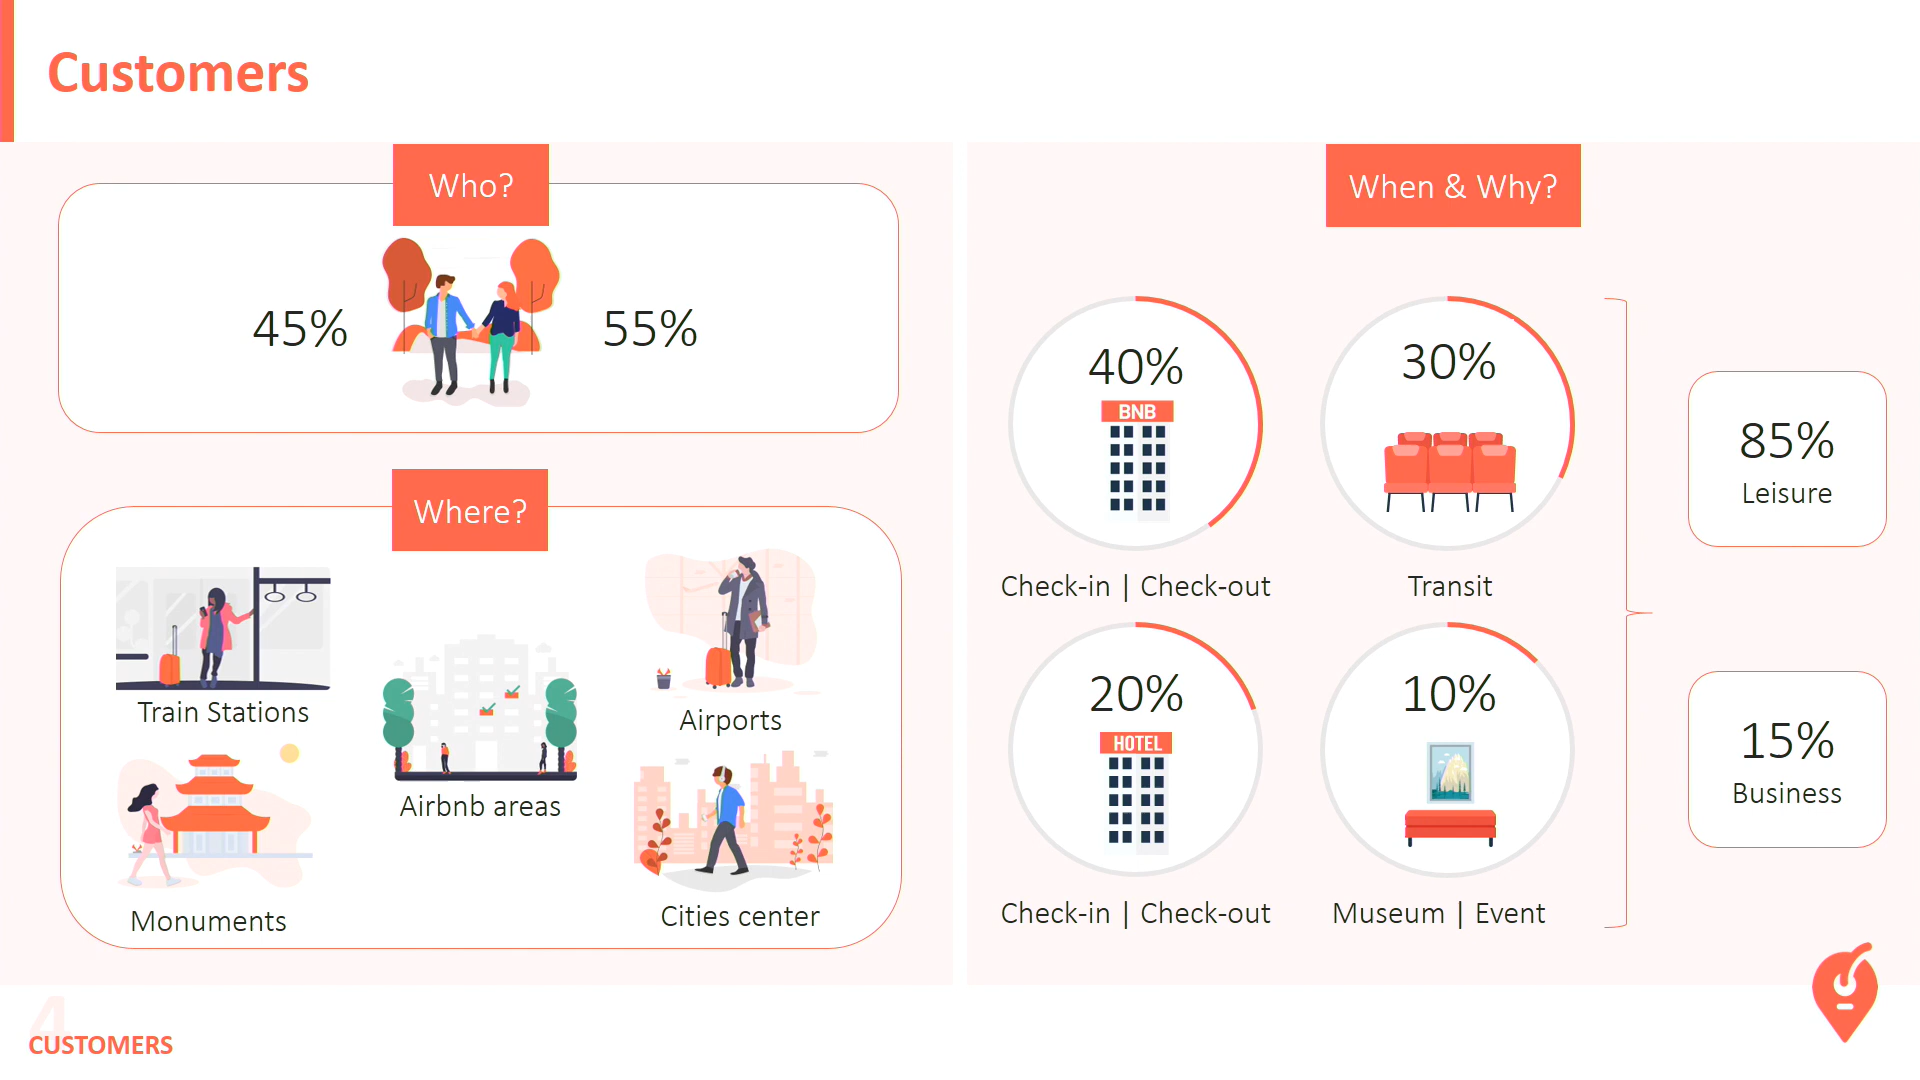 Customers
Who?
45%
55%
Where?
Train Stations
Airports
Airbnb areas
Monuments
Cities center
When & Why?
40%
BNB
Check-in | Check-out
30%
Transit
20%
HOTEL
Check-in | Check-out
10%
Museum | Event
85%
Leisure
15%
Business
4
CUSTOMERS